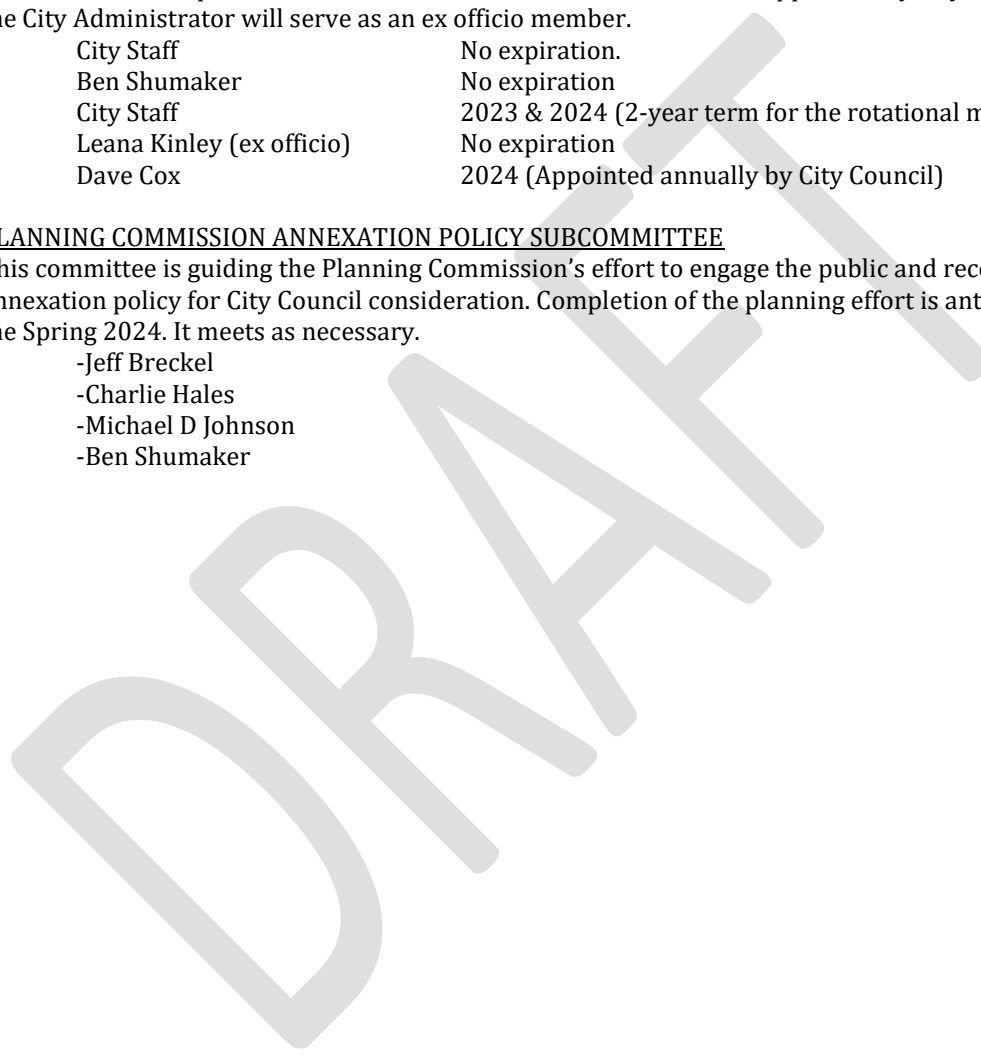 he City Administrator will serve as an ex officio member.
City Staff No expiration.
Ben Shumaker No expiration
City Staff 2023 & 2024 (2-year term for the rotational m
Leana Kinley (ex officio) No expiration
Dave Cox 2024 (Appointed annually by City Council)
LANNING COMMISSION ANNEXATION POLICY SUBCOMMITTEE
his committee is guiding the Planning Commission’s effort to engage the public and rec
nnexation policy for City Council consideration. Completion of the planning effort is ant
he Spring 2024. It meets as necessary.
-Jeff Breckel
-Charlie Hales
-Michael D Johnson
-Ben Shumaker
DRAFT